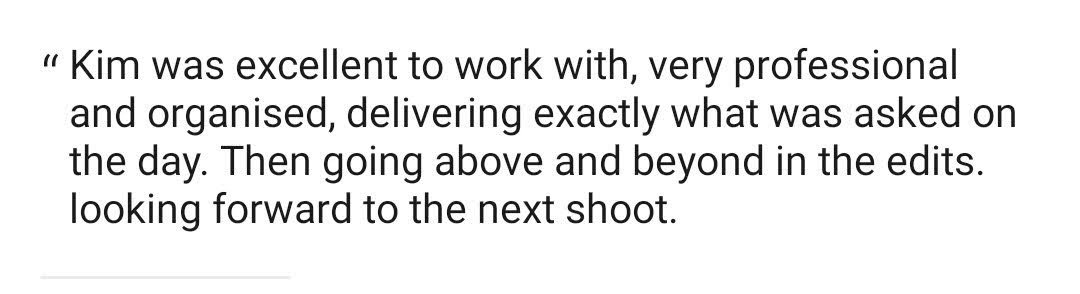 “ Kim was excellent to work with, very professional
and organised, delivering exactly what was asked on
the day. Then going above and beyond in the edits.
looking forward to the next shoot.